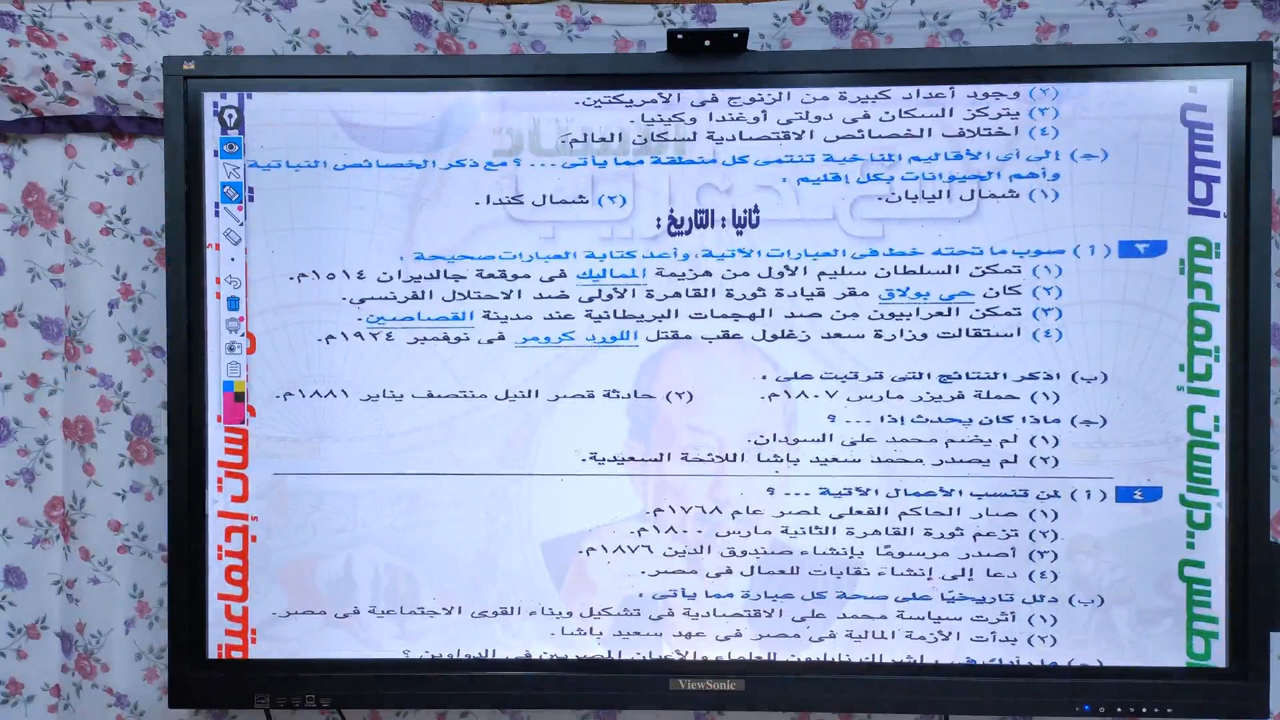 (٢) وجود أعداد كبيرة من الزنوج فى الأمريكتين.
(٣) يتركز السكان فى دولتى أوغندا وكينيا.
(٤) اختلاف الخصائص الاقتصادية لسكان العالم.
(جـ) إلى أى الأقاليم المناخية تنتمى كل منطقة مما يأتى ... ؟ مع ذكر الخصائص النباتية
وأهم الحيوانات بكل إقليم :
(١) شمال اليابان. (٢) شمال كندا.
ثانيا : التاريخ :
٣ (أ) صوب ما تحته خط فى العبارات الآتية، وأعد كتابة العبارات صحيحة :
(١) تمكن السلطان سليم الأول من هزيمة المماليك فى موقعة جالديران ١٥١٤م.
(٢) كان حى بولاق مقر قيادة ثورة القاهرة الأولى ضد الاحتلال الفرنسى.
(٣) تمكن العرابيون من صد الهجمات البريطانية عند مدينة القصاصين.
(٤) استقالت وزارة سعد زغلول عقب مقتل اللورد كرومر فى نوفمبر ١٩٢٤م.
(ب) اذكر النتائج التى ترتبت على :
(١) حملة فريزر مارس ١٨٠٧م. (٢) حادثة قصر النيل منتصف يناير ١٨٨١م.
(جـ) ماذا كان يحدث إذا ... ؟
(١) لم يضم محمد على السودان.
(٢) لم يصدر محمد سعيد باشا اللائحة السعيدية.
٤ (أ) لمن تنسب الأعمال الآتية ... ؟
(١) صار الحاكم الفعلى لمصر عام ١٧٦٨م.
(٢) تزعم ثورة القاهرة الثانية مارس ١٨٠٠م.
(٣) أصدر مرسومًا بإنشاء صندوق الدين ١٨٧٦م.
(٤) دعا إلى إنشاء نقابات للعمال فى مصر.
(ب) دلل تاريخيًا على صحة كل عبارة مما يأتى :
(١) أثرت سياسة محمد على الاقتصادية في تشكيل وبناء القوى الاجتماعية فى مصر.
(٢) بدأت الأزمة المالية فى مصر فى عهد سعيد باشا.
أطلس
دراسات إجتماعية
أطلس ..
إجتماعية
ViewSonic